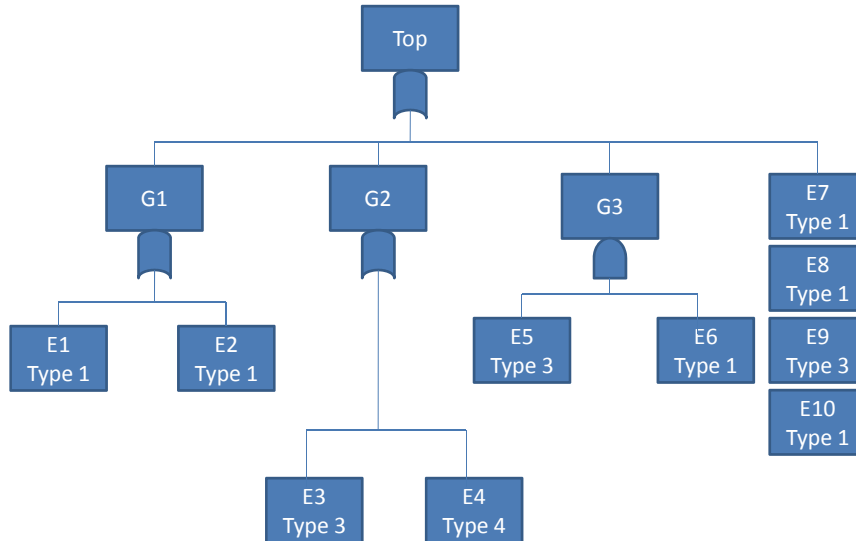 Top
G1
G2
G3
E7
Type 1
E8
Type 1
E1
Type 1
E2
Type 1
E5
Type 3
E6
Type 1
E9
Type 3
E10
Type 1
E3
Type 3
E4
Type 4